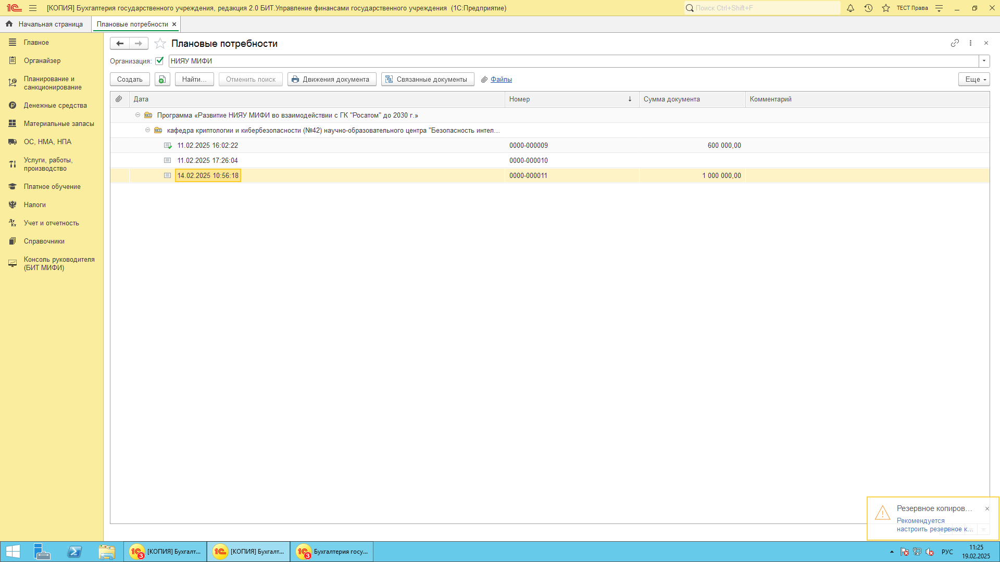 [КОПИЯ] Бухгалтерия государственного учреждения, редакция 2.0 БИТ.Управление финансами государственного учреждения (1С:Предприятие)
Поиск Ctrl+Shift+F
ТЕСТ Права
Начальная страница
Плановые потребности
Главное
Органайзер
Планирование и
санкционирование
Денежные средства
Материальные запасы
ОС, НМА, НПА
Услуги, работы,
производство
Платное обучение
Налоги
Учет и отчетность
Справочники
Консоль руководителя
(БИТ МИФИ)
Плановые потребности
Организация: НИЯУ МИФИ
Создать Найти... Отменить поиск Движения документа Связанные документы Файлы Еще
Дата Номер Сумма документа Комментарий
Программа «Развитие НИЯУ МИФИ во взаимодействии с ГК "Росатом" до 2030 г.»
кафедра криптологии и кибербезопасности (№42) научно-образовательного центра "Безопасность интел...
11.02.2025 16:02:22 0000-000009 600 000,00
11.02.2025 17:26:04 0000-000010
14.02.2025 10:56:18 0000-000011 1 000 000,00
Резервное копиров...
Рекомендуется
настроить резервное к...
[КОПИЯ] Бухгалт...
[КОПИЯ] Бухгалт...
Бухгалтерия госу...
РУС
11:25
19.02.2025